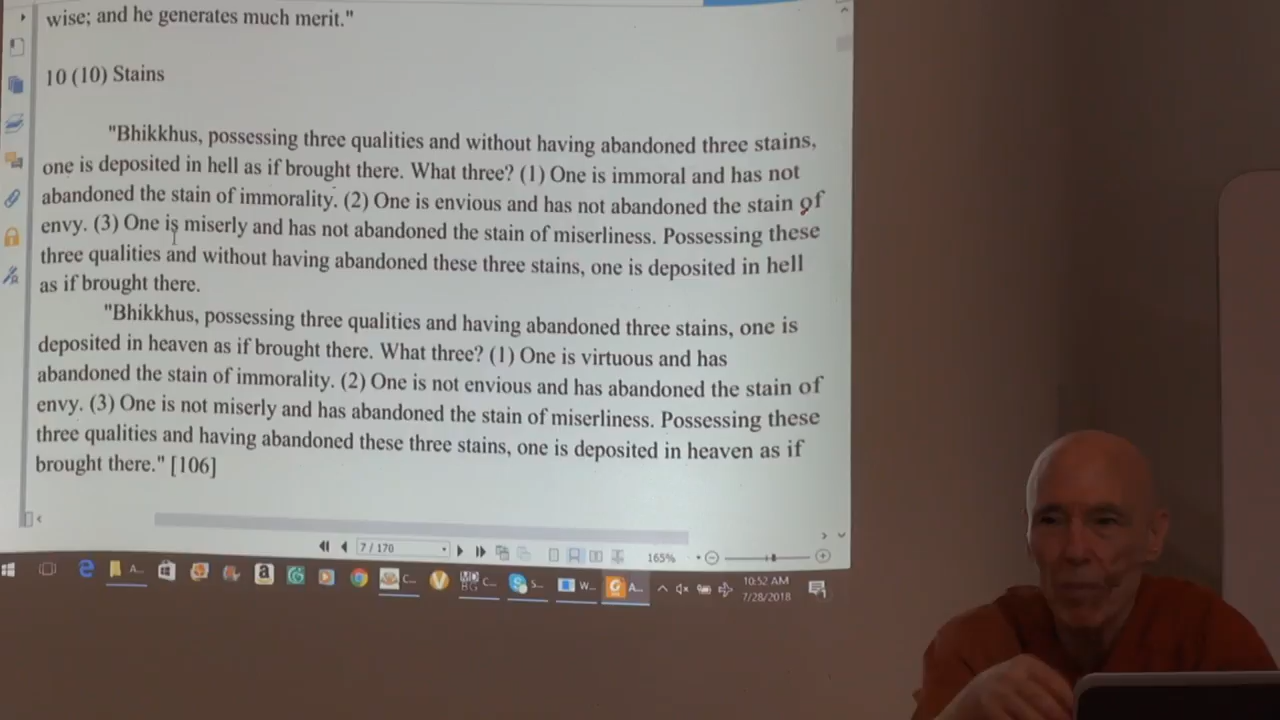 wise; and he generates much merit."
10 (10) Stains
"Bhikkhus, possessing three qualities and without having abandoned three stains,
one is deposited in hell as if brought there. What three? (1) One is immoral and has not
abandoned the stain of immorality. (2) One is envious and has not abandoned the stain of
envy. (3) One is miserly and has not abandoned the stain of miserliness. Possessing these
three qualities and without having abandoned these three stains, one is deposited in hell
as if brought there.
"Bhikkhus, possessing three qualities and having abandoned three stains, one is
deposited in heaven as if brought there. What three? (1) One is virtuous and has
abandoned the stain of immorality. (2) One is not envious and has abandoned the stain of
envy. (3) One is not miserly and has abandoned the stain of miserliness. Possessing these
three qualities and having abandoned these three stains, one is deposited in heaven as if
brought there." [106]
7 / 170
165%
A... C... C... S... W... A...
10:52 AM
7/28/2018